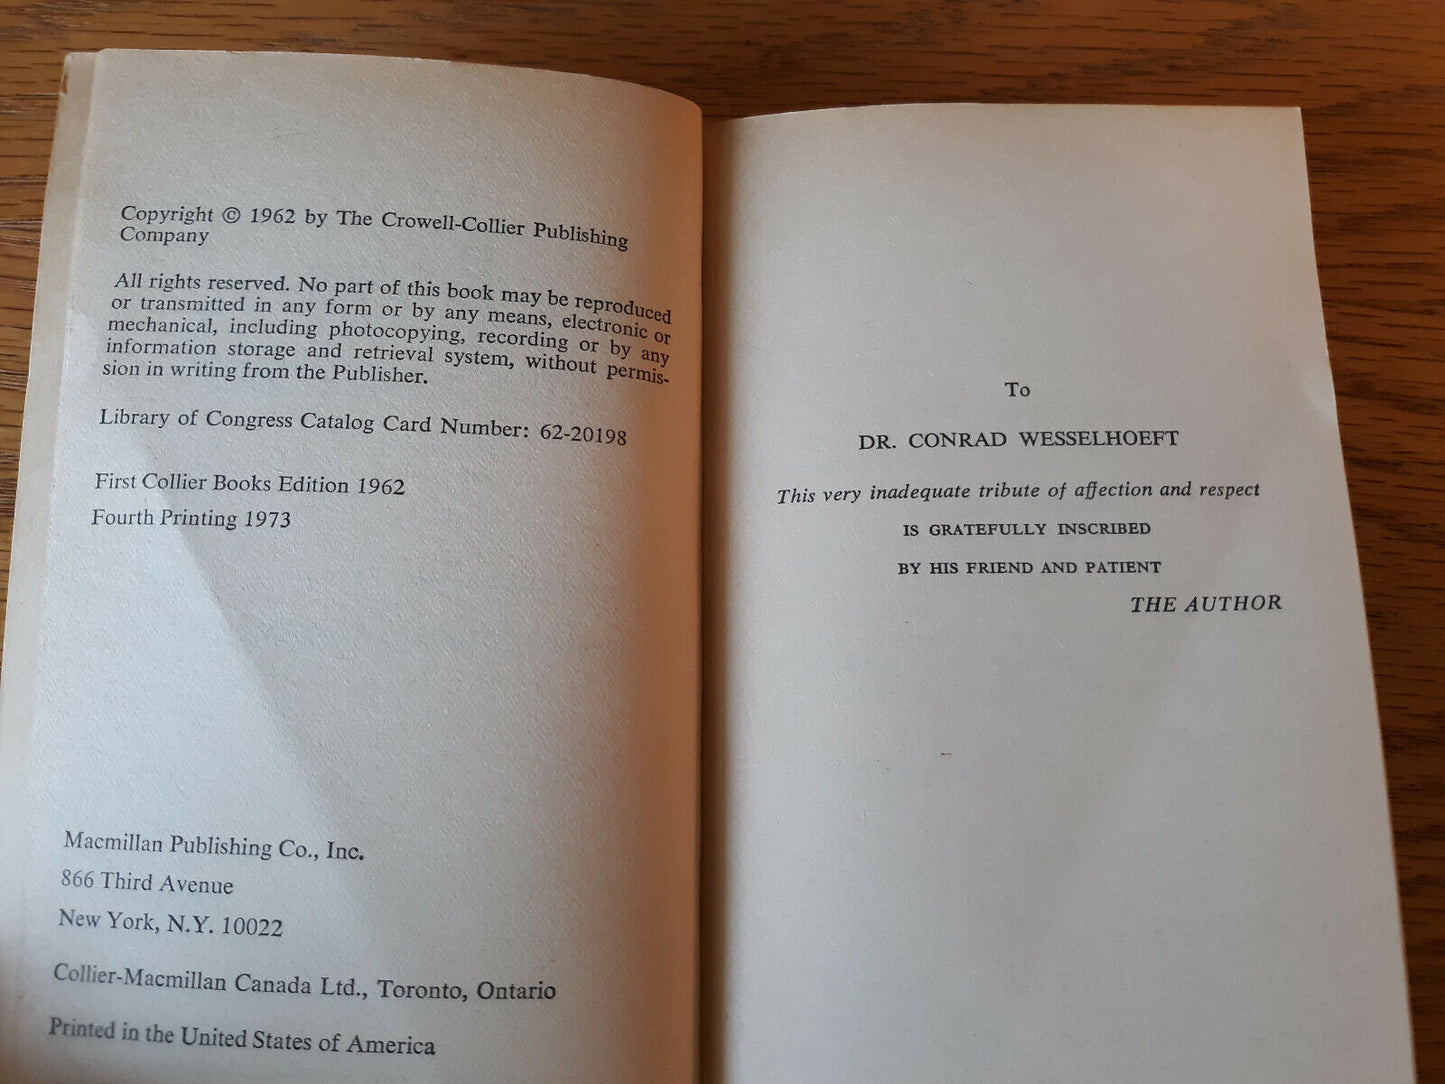 Copyright © 1962 by The Crowell-Collier Publishing
Company
All rights reserved. No part of this book may be reproduced
or transmitted in any form or by any means, electronic or
mechanical, including photocopying, recording or by any
information storage and retrieval system, without permis-
sion in writing from the Publisher.
Library of Congress Catalog Card Number: 62-20198
First Collier Books Edition 1962
Fourth Printing 1973
Macmillan Publishing Co., Inc.
866 Third Avenue
New York, N.Y. 10022
Collier-Macmillan Canada Ltd., Toronto, Ontario
Printed in the United States of America
To
DR. CONRAD WESSELHOEFT
This very inadequate tribute of affection and respect
IS GRATEFULLY INSCRIBED
BY HIS FRIEND AND PATIENT
THE AUTHOR